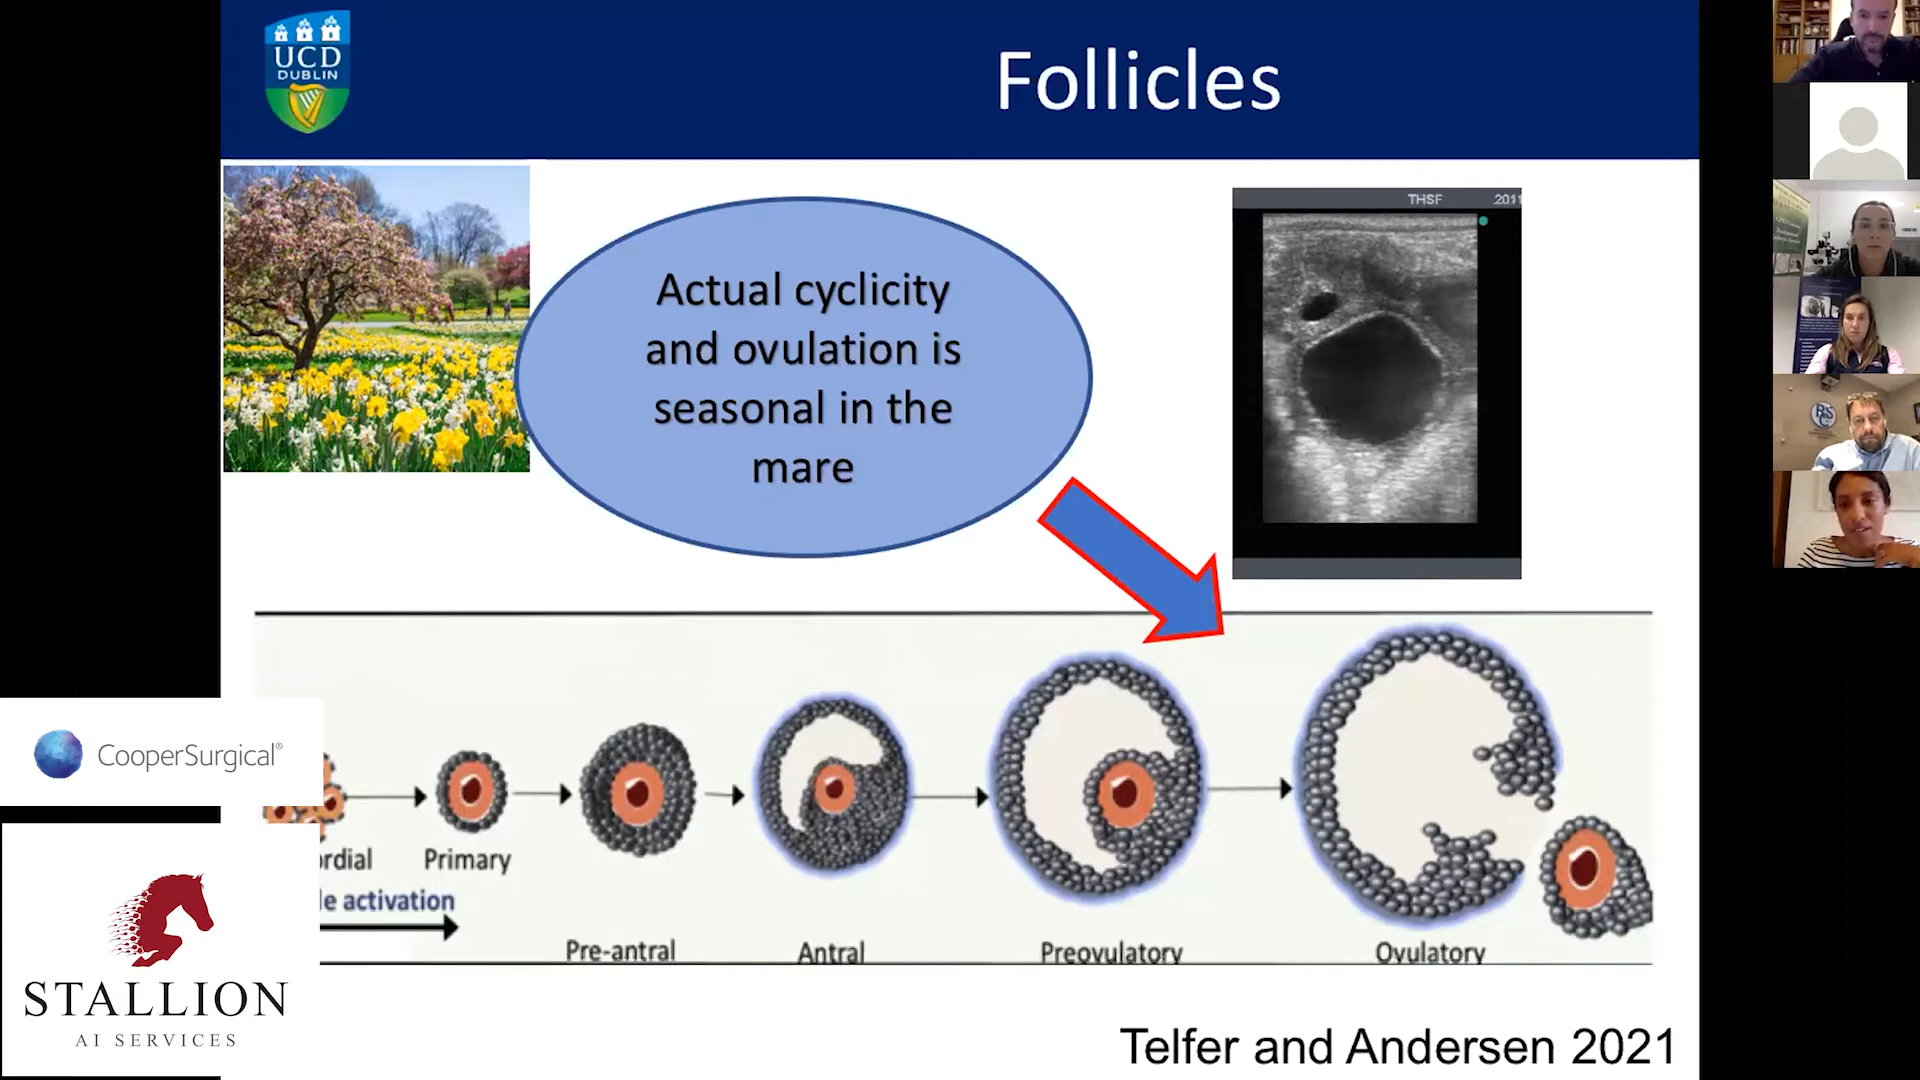 UCD
DUBLIN
Follicles
THSF 2011
Actual cyclicity
and ovulation is
seasonal in the
mare
CooperSurgical®
rdial
Primary
le activation
Pre-antral
Antral
Preovulatory
Ovulatory
STALLION
AI SERVICES
Telfer and Andersen 2021